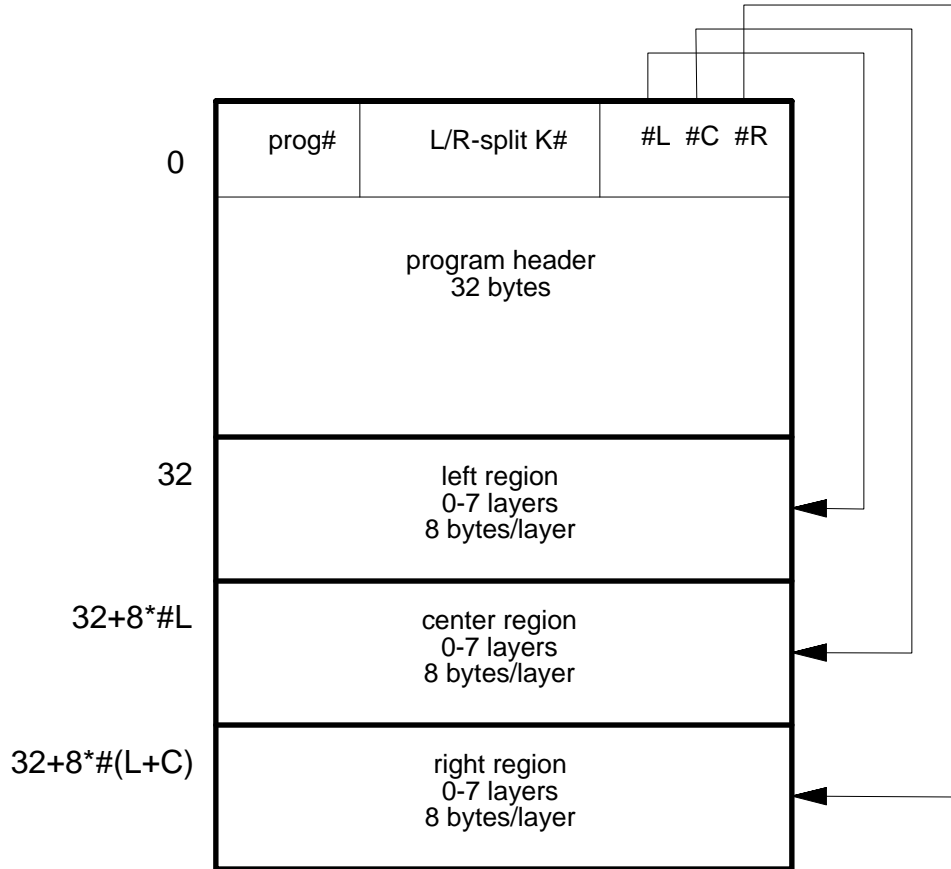 prog# L/R-split K# #L #C #R
0
program header
32 bytes
32
left region
0-7 layers
8 bytes/layer
32+8*#L
center region
0-7 layers
8 bytes/layer
32+8*#(L+C)
right region
0-7 layers
8 bytes/layer